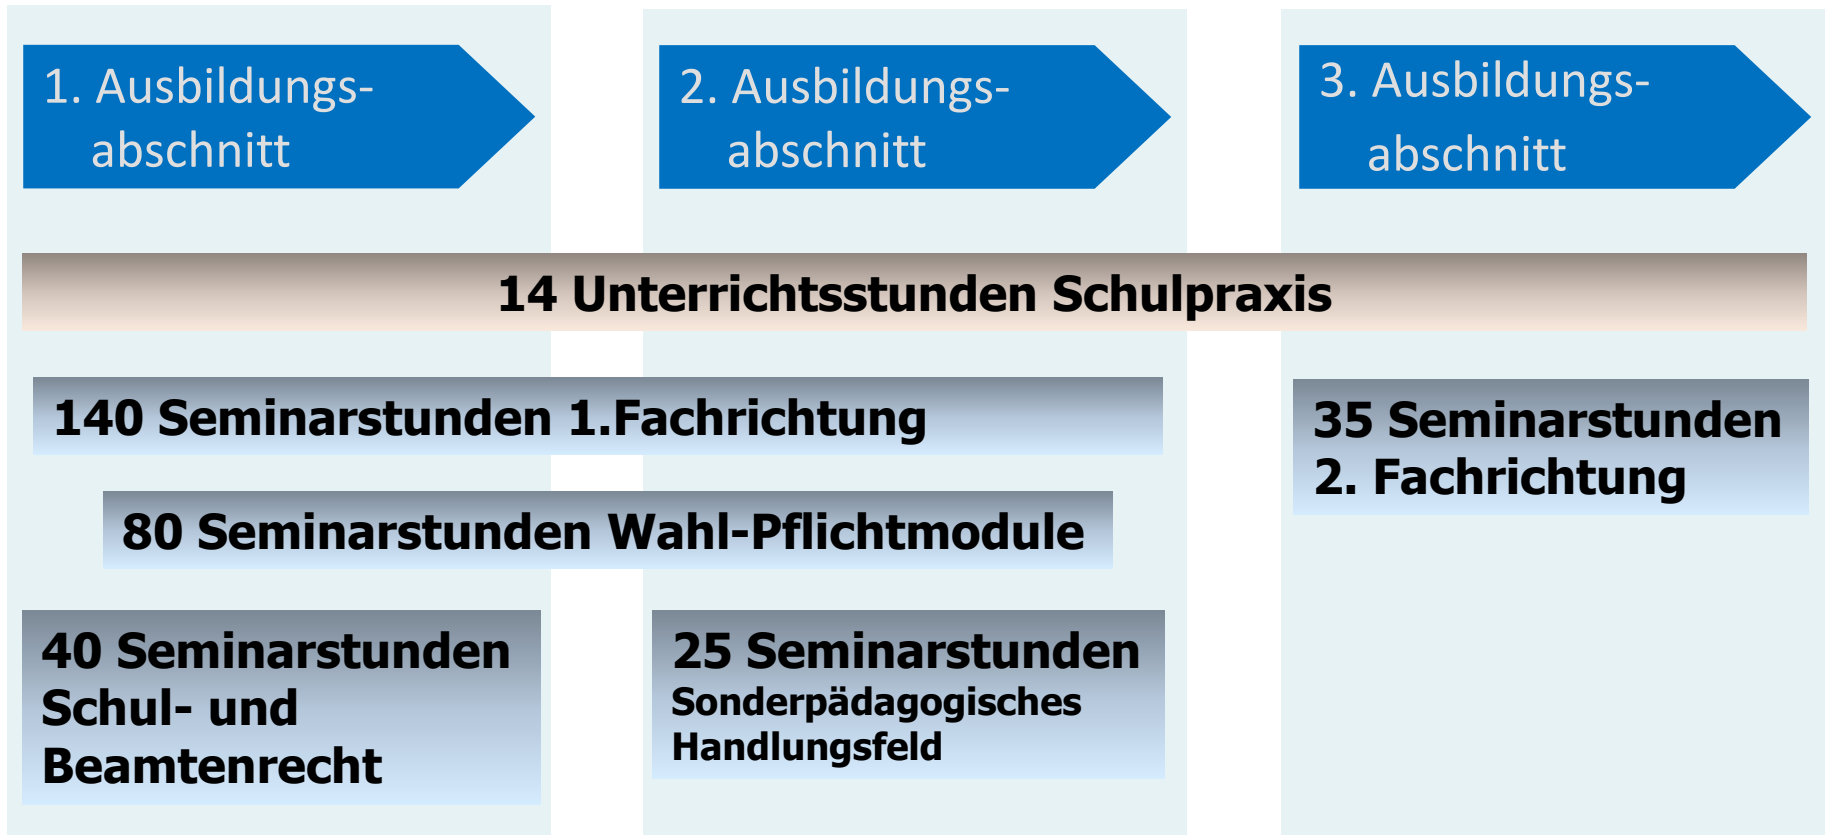 1. Ausbildungs-
abschnitt
2. Ausbildungs-
abschnitt
3. Ausbildungs-
abschnitt
14 Unterrichtsstunden Schulpraxis
140 Seminarstunden 1.Fachrichtung
35 Seminarstunden
2. Fachrichtung
80 Seminarstunden Wahl-Pflichtmodule
40 Seminarstunden
Schul- und
Beamtenrecht
25 Seminarstunden
Sonderpädagogisches
Handlungsfeld